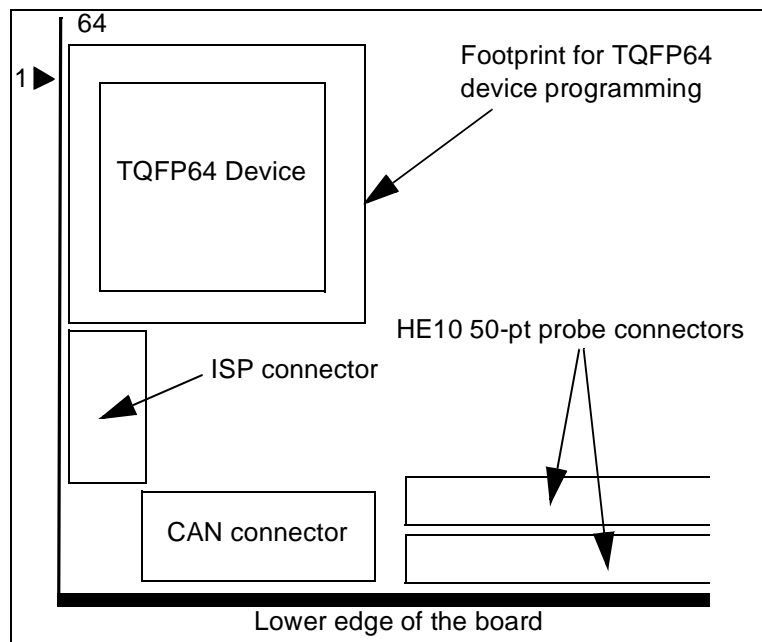 64
1
Footprint for TQFP64
device programming
TQFP64 Device
HE10 50-pt probe connectors
ISP connector
CAN connector
Lower edge of the board